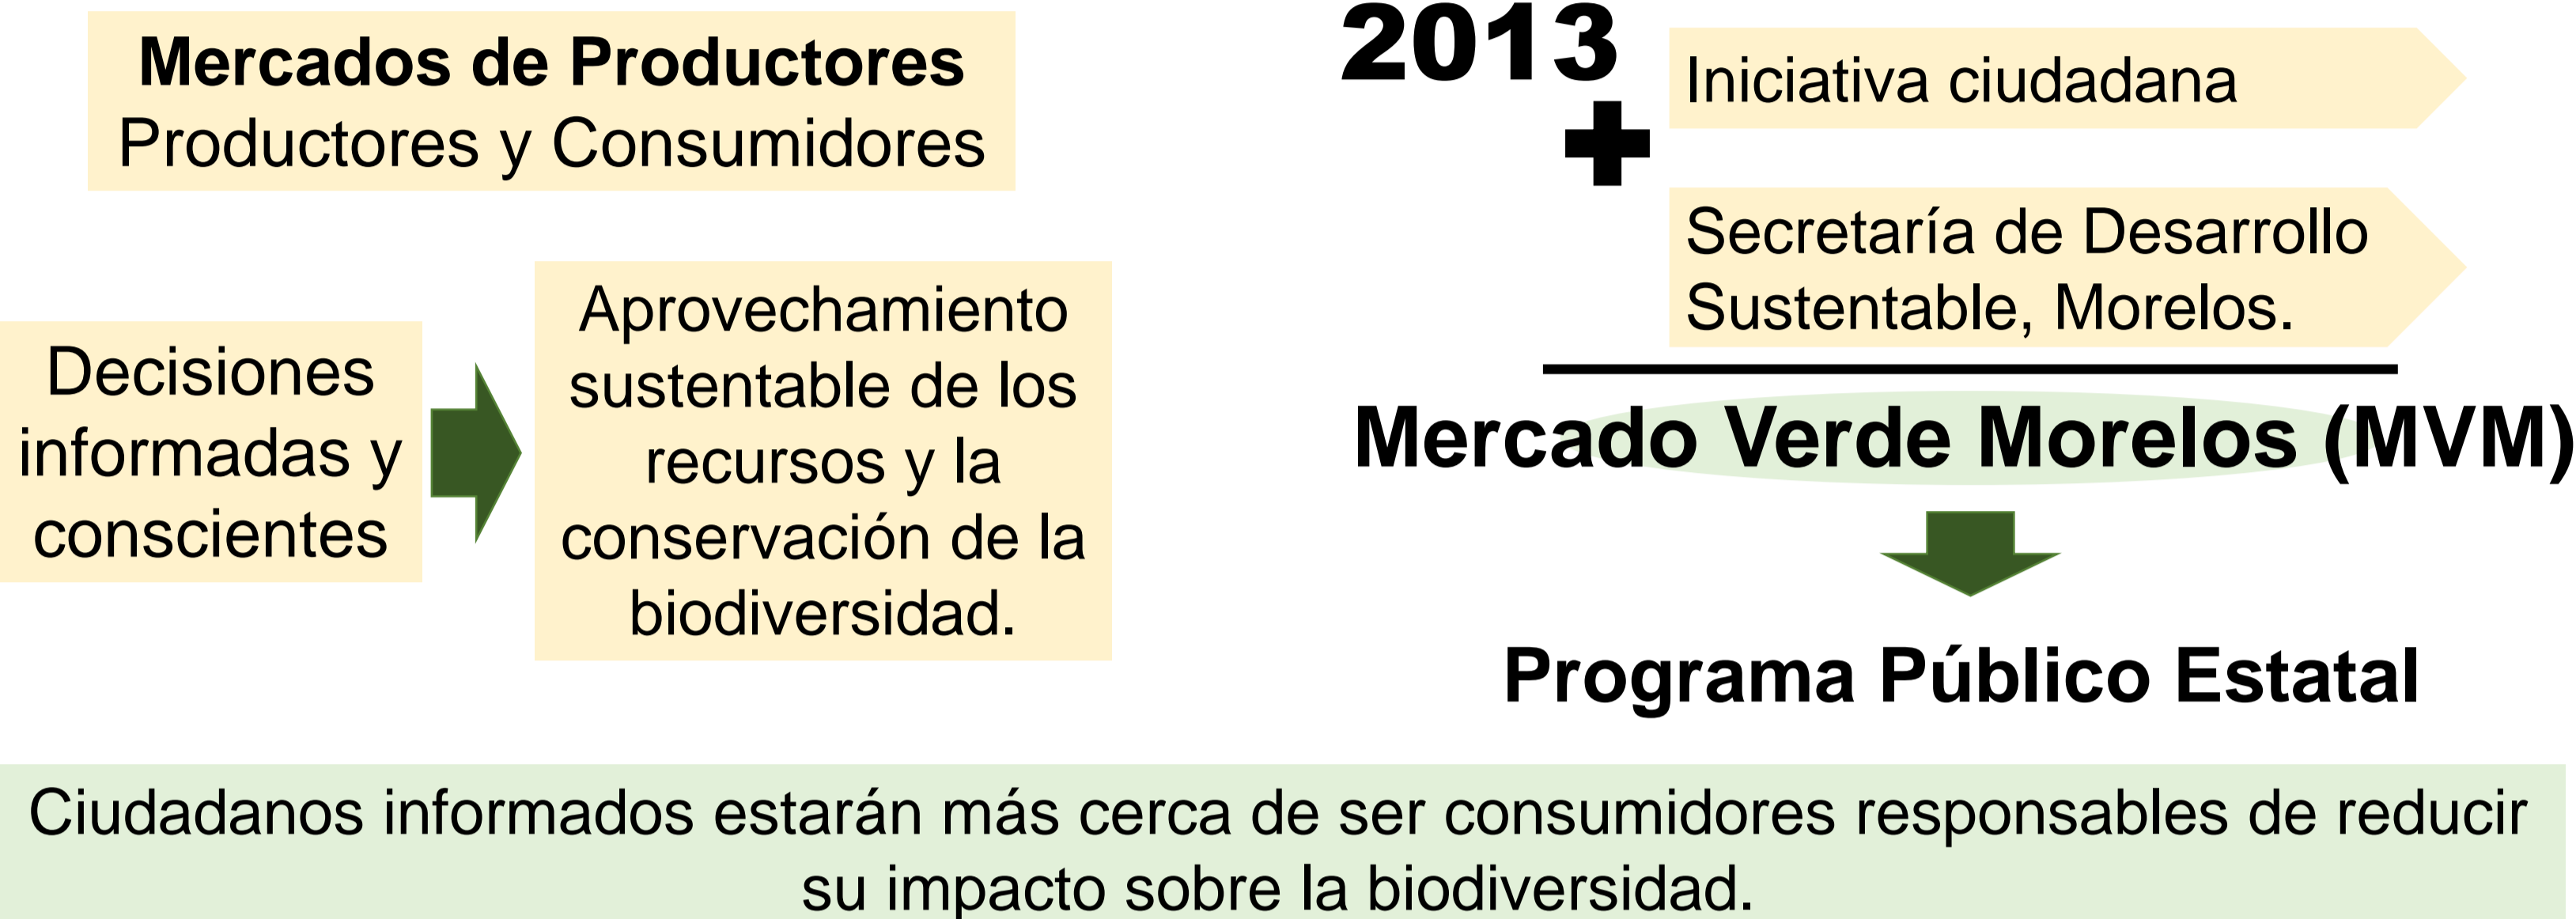 Mercados de Productores
Productores y Consumidores
Decisiones
informadas y
conscientes
Aprovechamiento
sustentable de los
recursos y la
conservación de la
biodiversidad.
2013
+
Iniciativa ciudadana
Secretaría de Desarrollo
Sustentable, Morelos.
Mercado Verde Morelos (MVM)
Programa Público Estatal
Ciudadanos informados estarán más cerca de ser consumidores responsables de reducir
su impacto sobre la biodiversidad.